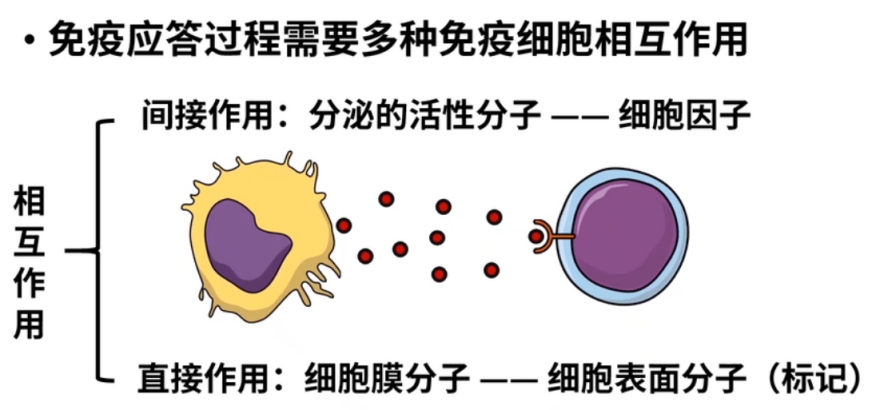 • 免疫应答过程需要多种免疫细胞相互作用
间接作用：分泌的活性分子 —— 细胞因子
相互作用
直接作用：细胞膜分子 —— 细胞表面分子（标记）